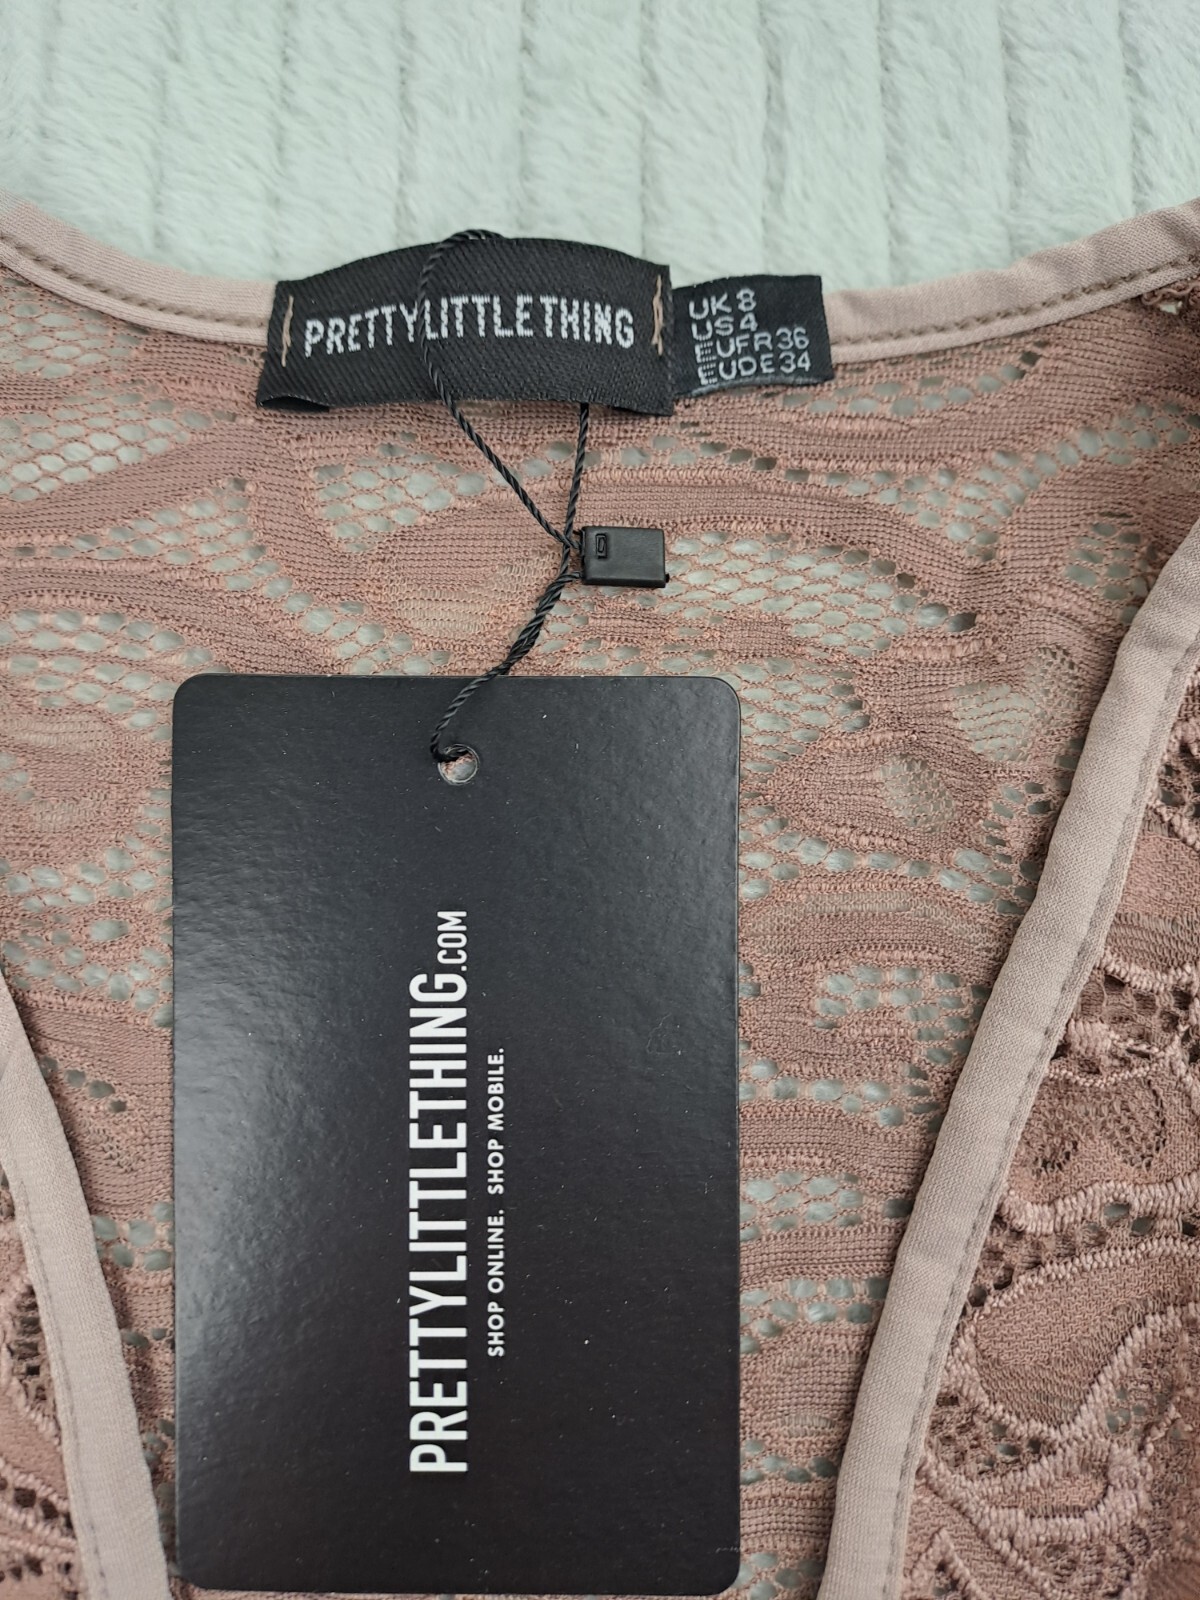 PRETTYLITTLETHING
UK 8
US 4
EUFR 36
EUDE 34
PRETTYLITTLETHING.COM
SHOP ONLINE. SHOP MOBILE.